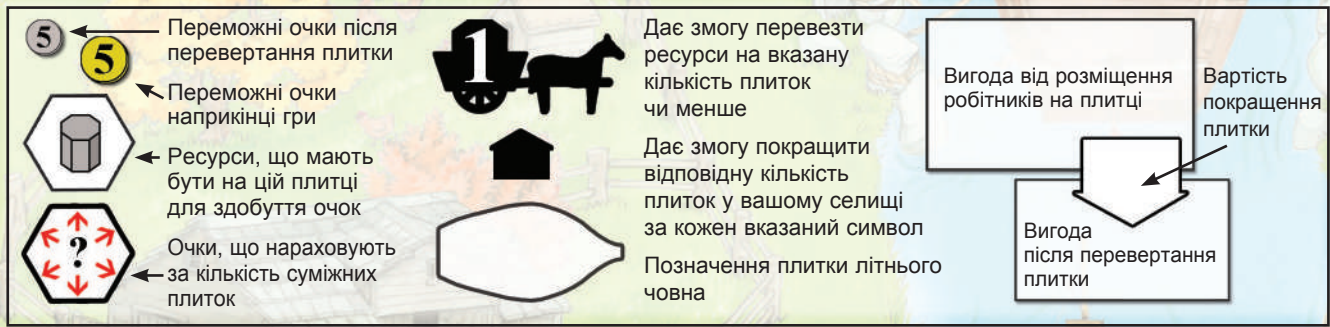 5
5
Переможні очки після
перевертання плитки
Переможні очки
наприкінці гри
Ресурси, що мають
бути на цій плитці
для здобуття очок
?
Очки, що нараховують
за кількість суміжних
плиток
1
Дає змогу перевезти
ресурси на вказану
кількість плиток
чи менше
Дає змогу покращити
відповідну кількість
плиток у вашому селищі
за кожен вказаний символ
Позначення плитки літнього
човна
Вигода від розміщення
робітників на плитці
Вартість
покращення
плитки
Вигода
після перевертання
плитки